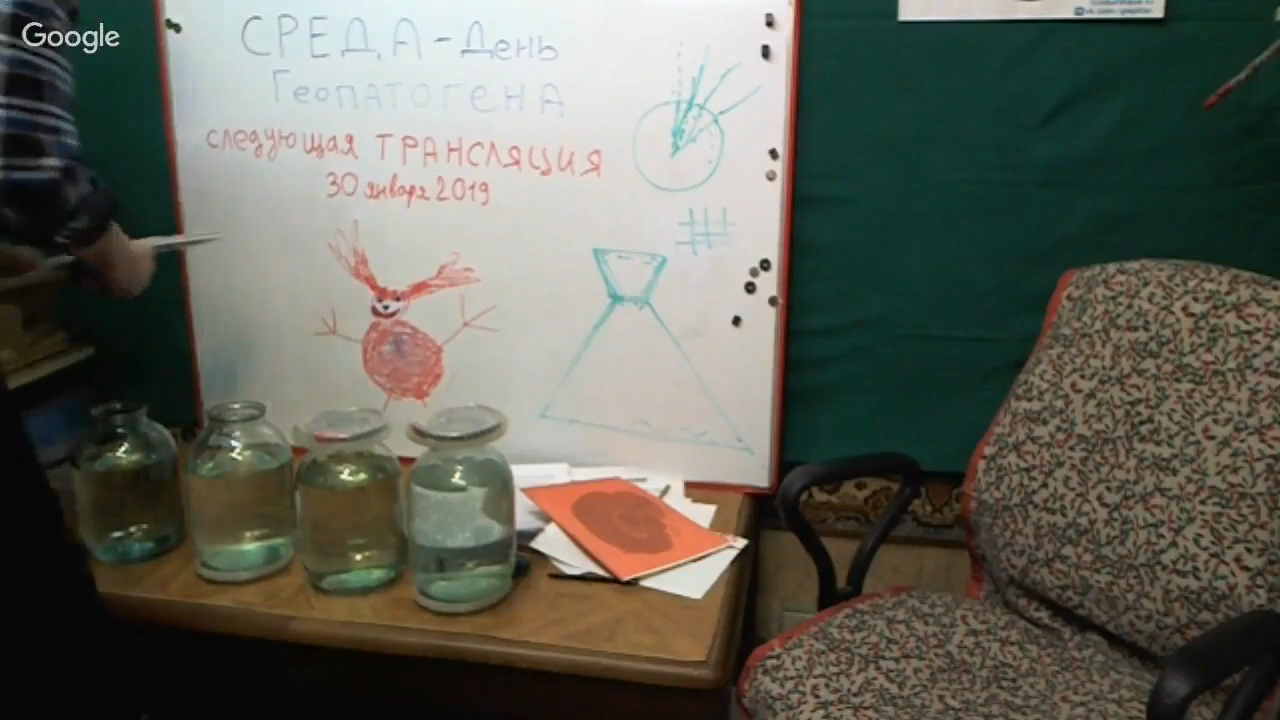 Google
СРЕДА - День
ГеопАТОГЕНА
следующая ТРАНСЛЯЦИЯ
30 января 2019